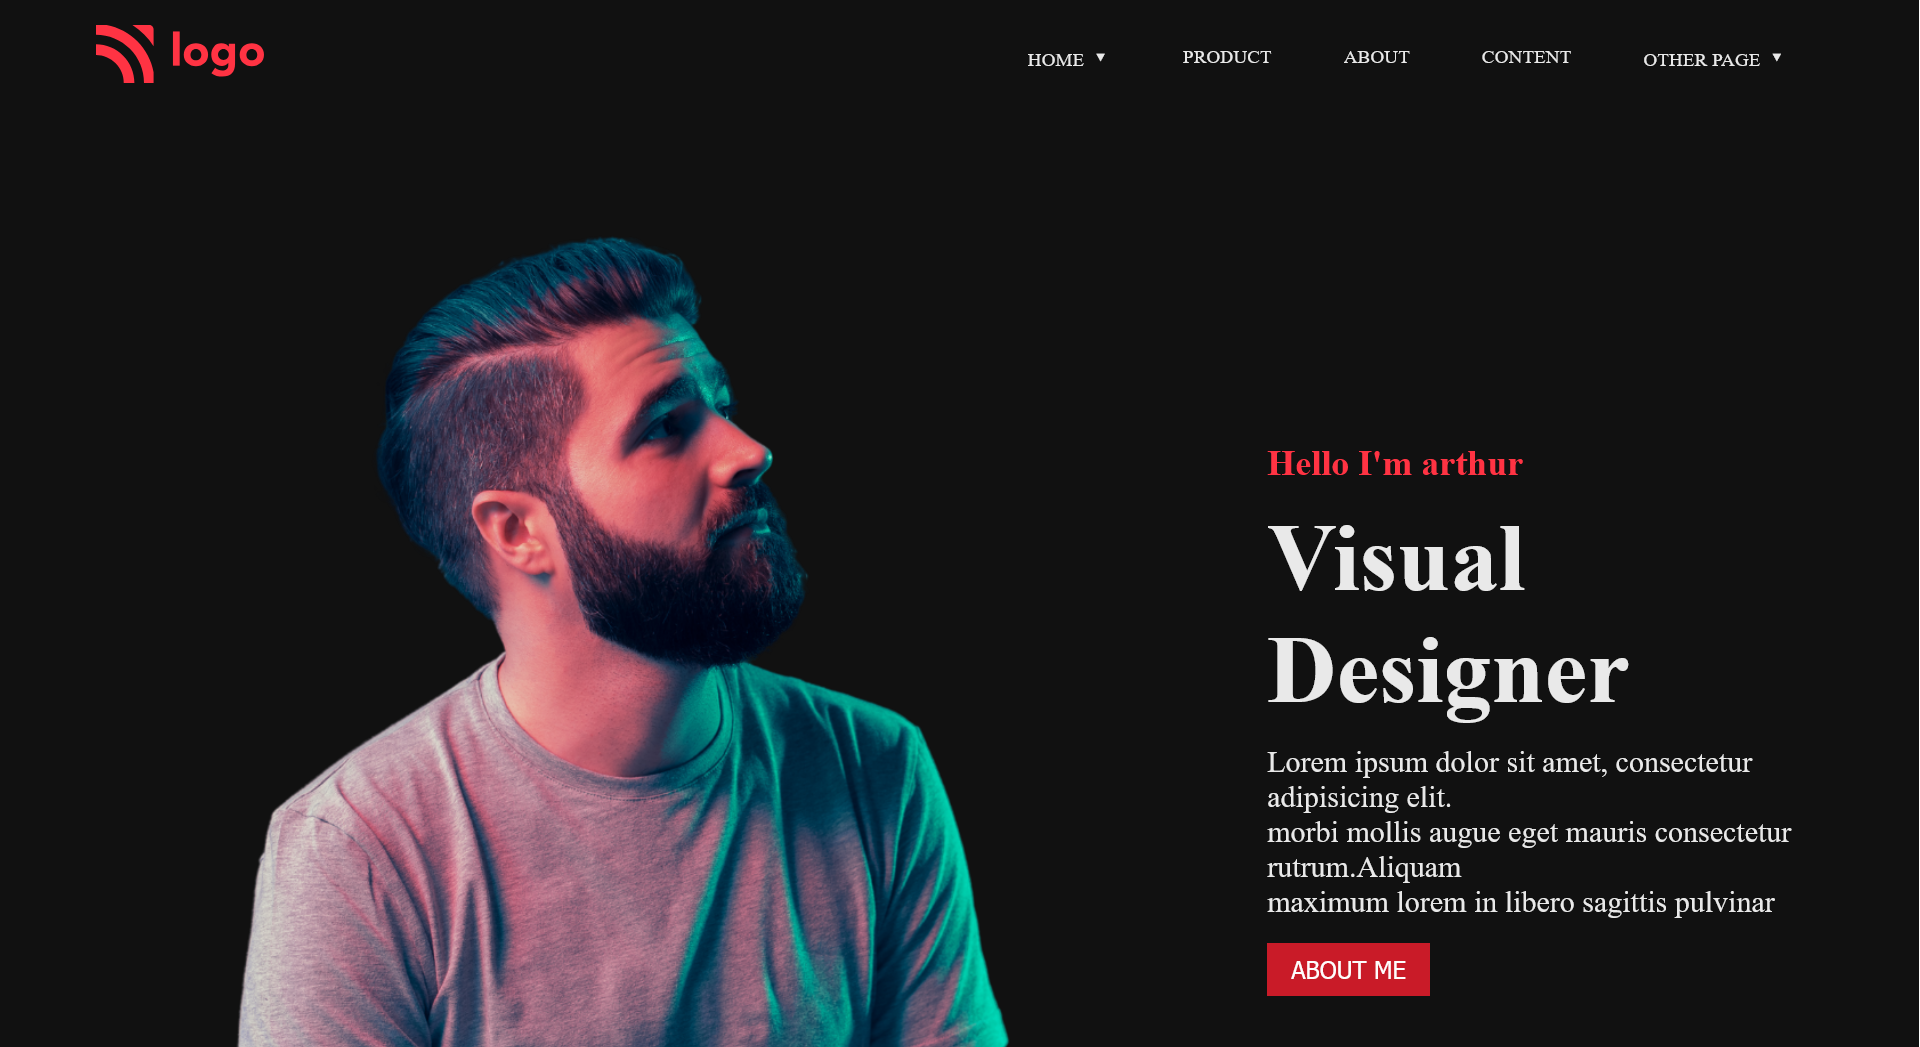 logo
HOME ▼
PRODUCT
ABOUT
CONTENT
OTHER PAGE ▼
Hello I'm arthur
Visual
Designer
Lorem ipsum dolor sit amet, consectetur
adipisicing elit.
morbi mollis augue eget mauris consectetur
rutrum.Aliquam
maximum lorem in libero sagittis pulvinar
ABOUT ME